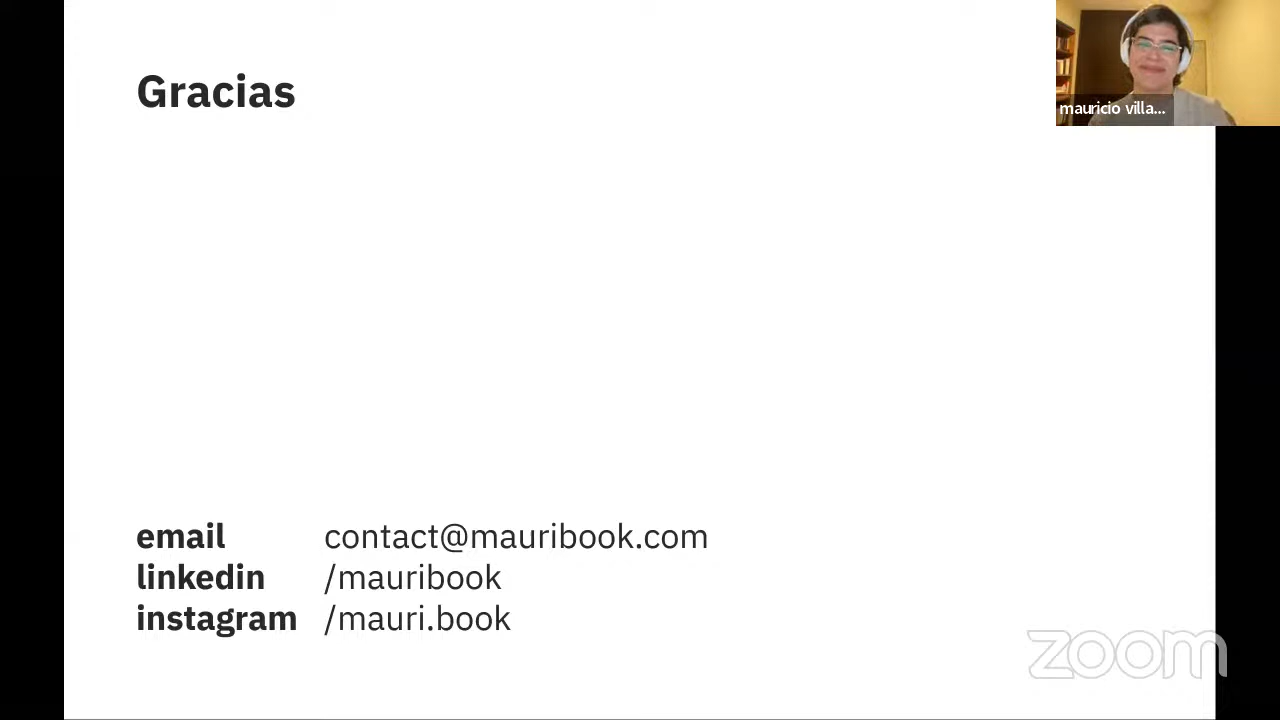 Gracias
mauricio villa...
email contact@mauribook.com
linkedin /mauribook
instagram /mauri.book
zoom